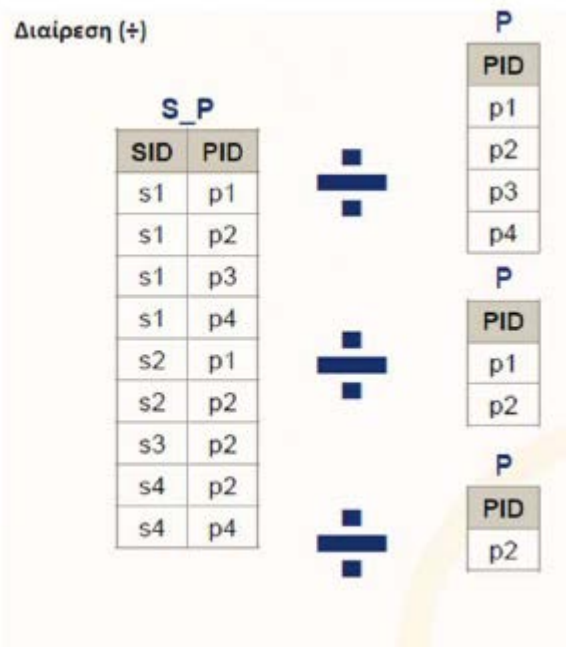 Διαίρεση (÷)
S_P
SID PID
s1 p1
s1 p2
s1 p3
s1 p4
s2 p1
s2 p2
s3 p2
s4 p2
s4 p4
÷
P
PID
p1
p2
p3
p4
÷
P
PID
p1
p2
÷
P
PID
p2